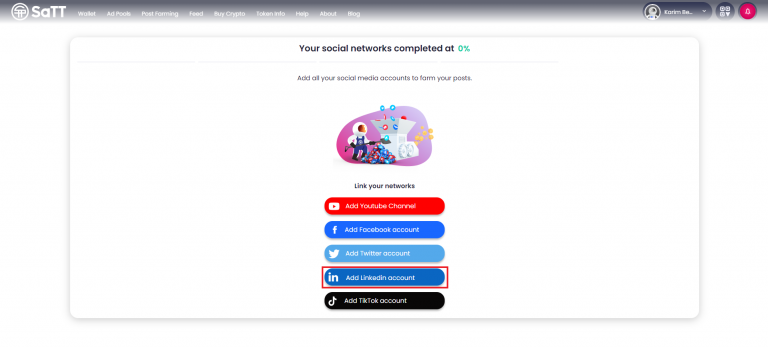 SaTT Wallet Ad Pools Post Farming Feed Buy Crypto Token Info Help About Blog Karim Be...
Your social networks completed at 0%
Add all your social media accounts to farm your posts.
Link your networks
Add Youtube Channel
Add Facebook account
Add Twitter account
in Add Linkedin account
Add TikTok account